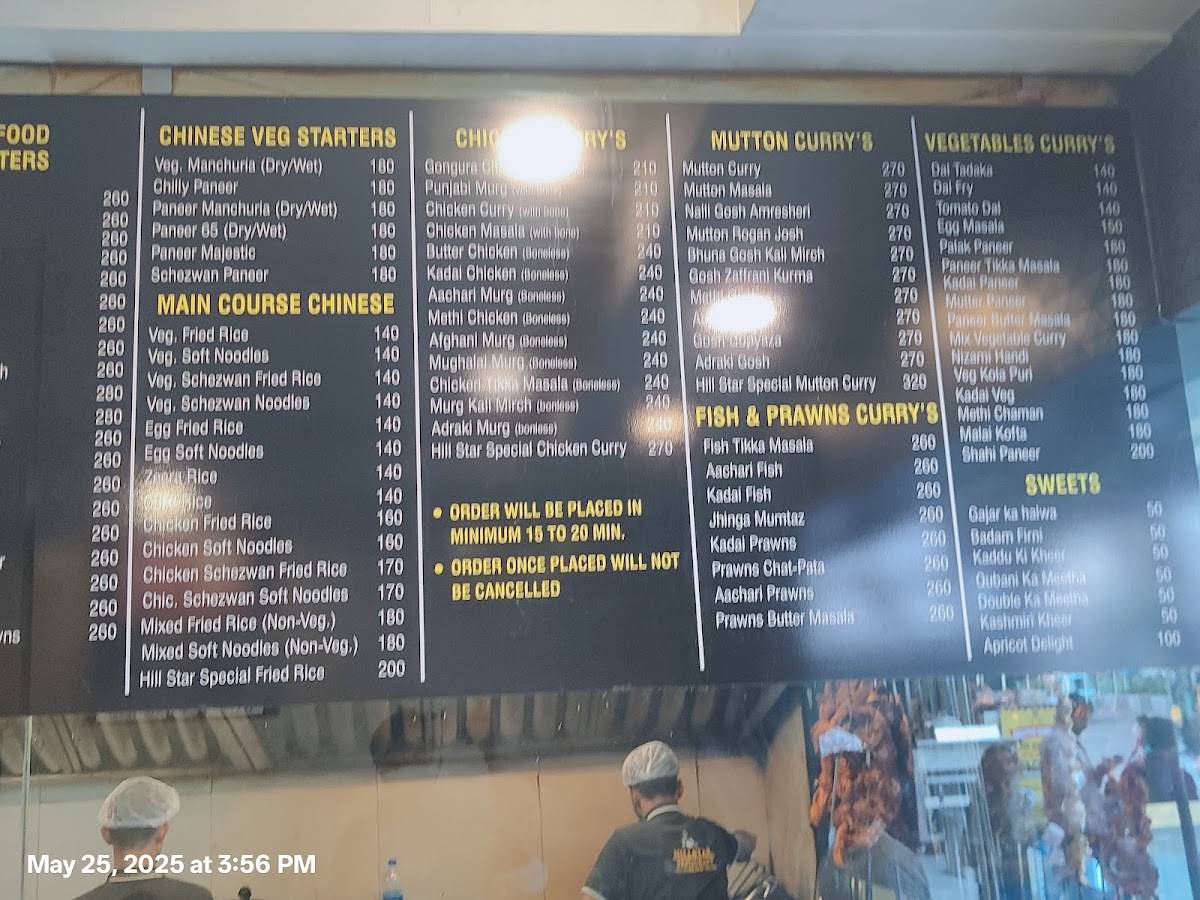 FOOD
TERS
260
260
260
260
260
260
260
260
260
280
280
260
260
260
260
260
260
260
260
260
CHINESE VEG STARTERS
Veg. Manchuria (Dry/Wet) 180
Chilly Paneer 180
Paneer Manchuria (Dry/Wet) 180
Paneer 65 (Dry/Wet) 180
Paneer Majestic 180
Schezwan Paneer 180
MAIN COURSE CHINESE
Veg. Fried Rice 140
Veg. Soft Noodles 140
Veg. Schezwan Fried Rice 140
Veg. Schezwan Noodles 140
Egg Fried Rice 140
Egg Soft Noodles 140
Zeera Rice 140
Rice 140
Chicken Fried Rice 160
Chicken Soft Noodles 160
Chicken Schezwan Fried Rice 170
Chic. Schezwan Soft Noodles 170
Mixed Fried Rice (Non-Veg.) 180
Mixed Soft Noodles (Non-Veg.) 180
Hill Star Special Fried Rice 200
CHIC RY'S
Gongura 210
Punjabi Murg 210
Chicken Curry (with bone) 210
Chicken Masala (with bone) 210
Butter Chicken (Boneless) 240
Kadai Chicken (Boneless) 240
Aachari Murg (Boneless) 240
Methi Chicken (Boneless) 240
Afghani Murg (Boneless) 240
Mughalai Murg (Boneless) 240
Chicken Tikka Masala (Boneless) 240
Murg Kali Mirch (bonless) 240
Adraki Murg (bonless) 240
Hill Star Special Chicken Curry 270
• ORDER WILL BE PLACED IN
MINIMUM 15 TO 20 MIN.
• ORDER ONCE PLACED WILL NOT
BE CANCELLED
MUTTON CURRY'S
Mutton Curry 270
Mutton Masala 270
Nalli Gosh Amresheri 270
Mutton Rogan Josh 270
Bhuna Gosh Kali Mirch 270
Gosh Zaffrani Kurma 270
270
270
Gosh Dopyaza 270
Adraki Gosh 270
Hill Star Special Mutton Curry 320
FISH & PRAWNS CURRY'S
Fish Tikka Masala 260
Aachari Fish 260
Kadai Fish 260
Jhinga Mumtaz 260
Kadai Prawns 260
Prawns Chat-Pata 260
Aachari Prawns 260
Prawns Butter Masala 260
VEGETABLES CURRY'S
Dal Tadaka 140
Dal Fry 140
Tomato Dal 140
Egg Masala 150
Palak Paneer 180
Paneer Tikka Masala 180
Kadai Paneer 180
Mutter Paneer 180
Paneer Butter Masala 180
Mix Vegetable Curry 180
Nizami Handi 180
Veg Kola Puri 180
Kadai Veg 180
Methi Chaman 180
Malai Kofta 180
Shahi Paneer 200
SWEETS
Gajar ka halwa 50
Badam Firni 50
Kaddu Ki Kheer 50
Qubani Ka Meetha 50
Double Ka Meetha 50
Kashmiri Kheer 50
Apricot Delight 100
May 25, 2025 at 3:56 PM